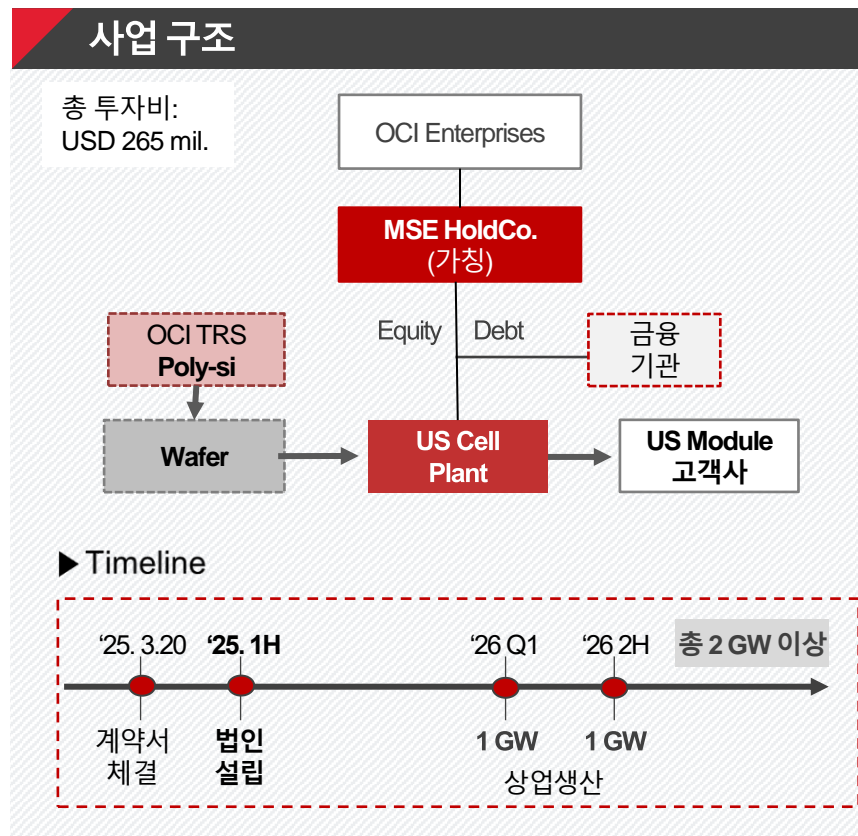 사업 구조
총 투자비:
USD 265 mil.
OCI Enterprises
MSE HoldCo.
(가칭)
Equity Debt
금융
기관
OCI TRS
Poly-si
Wafer
US Cell
Plant
US Module
고객사
▶ Timeline
‘25. 3.20 ‘25. 1H ‘26 Q1 ‘26 2H 총 2 GW 이상
계약서
체결
법인
설립
1 GW 1 GW
상업생산